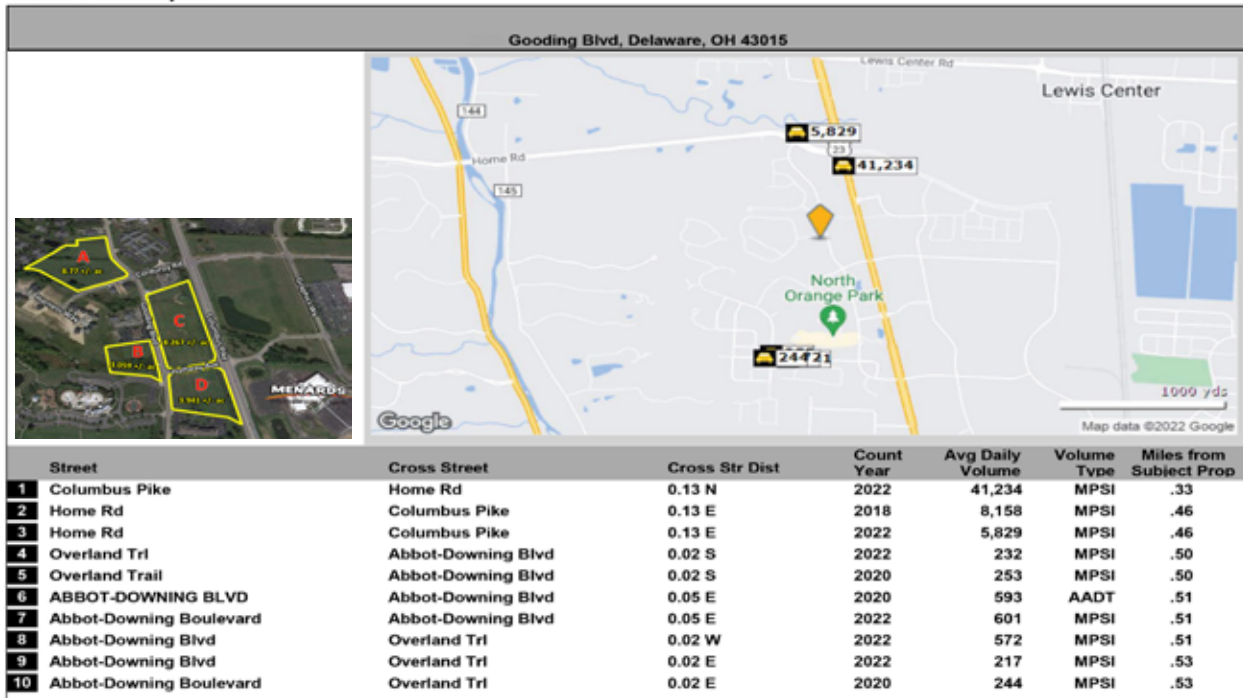 Gooding Blvd, Delaware, OH 43015
Lewis Center Rd
Lewis Center
144
5,829
23
41,234
Home Rd
145
North
Orange Park
244
1000 yds
Google
Map data ©2022 Google
A
6.77 +/- ac
C
B
D
MENARDS
Street Cross Street Cross Str Dist Count Year Avg Daily Volume Volume Type Miles from Subject Prop
1 Columbus Pike Home Rd 0.13 N 2022 41,234 MPSI .33
2 Home Rd Columbus Pike 0.13 E 2018 8,158 MPSI .46
3 Home Rd Columbus Pike 0.13 E 2022 5,829 MPSI .46
4 Overland Trl Abbot-Downing Blvd 0.02 S 2022 232 MPSI .50
5 Overland Trail Abbot-Downing Blvd 0.02 S 2020 253 MPSI .50
6 ABBOT-DOWNING BLVD Abbot-Downing Blvd 0.05 E 2020 593 AADT .51
7 Abbot-Downing Boulevard Abbot-Downing Blvd 0.05 E 2022 601 MPSI .51
8 Abbot-Downing Blvd Overland Trl 0.02 W 2022 572 MPSI .51
9 Abbot-Downing Blvd Overland Trl 0.02 E 2022 217 MPSI .53
10 Abbot-Downing Boulevard Overland Trl 0.02 E 2020 244 MPSI .53